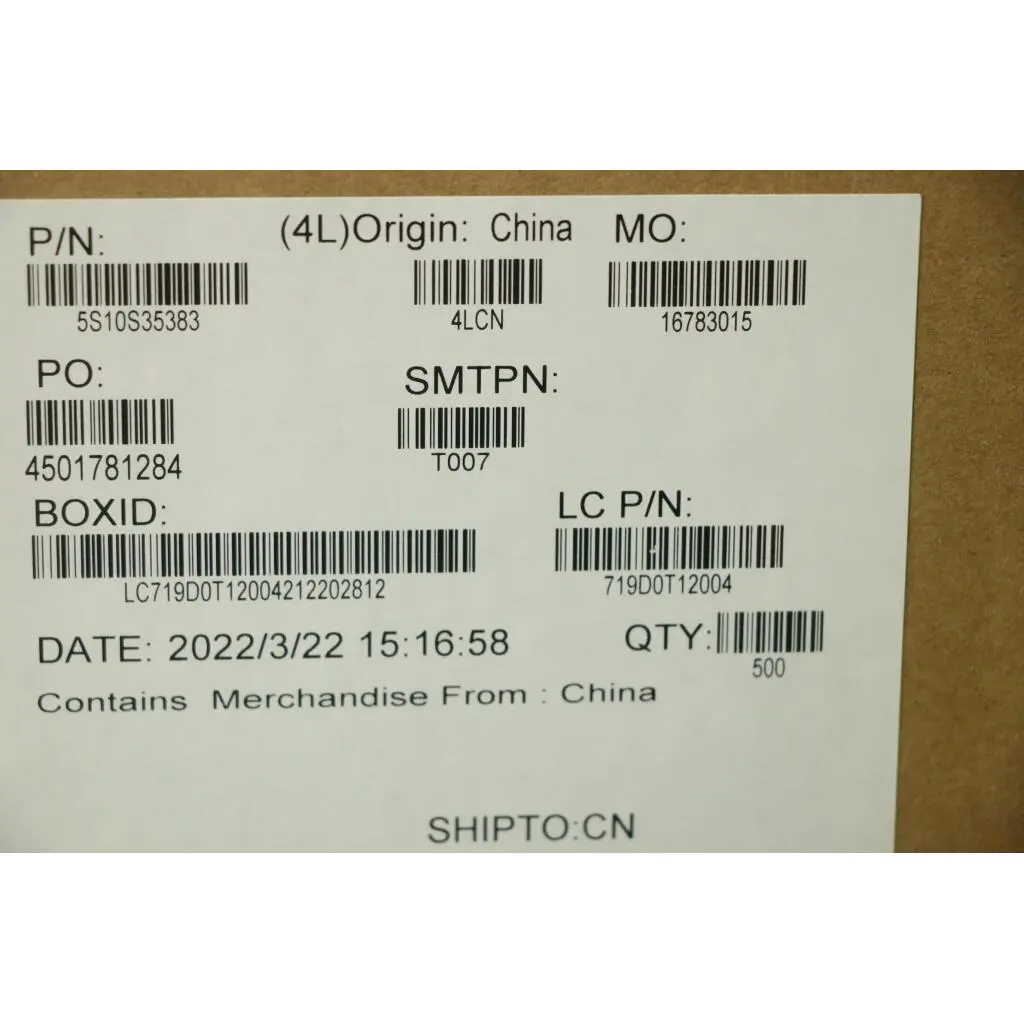 P/N: (4L)Origin: China MO:
5S10S35383 4LCN 16783015
PO: SMTPN:
4501781284 T007
BOXID: LC P/N:
LC719D0T12004212202812 719D0T12004
DATE: 2022/3/22 15:16:58 QTY:
500
Contains Merchandise From : China
SHIPTO:CN